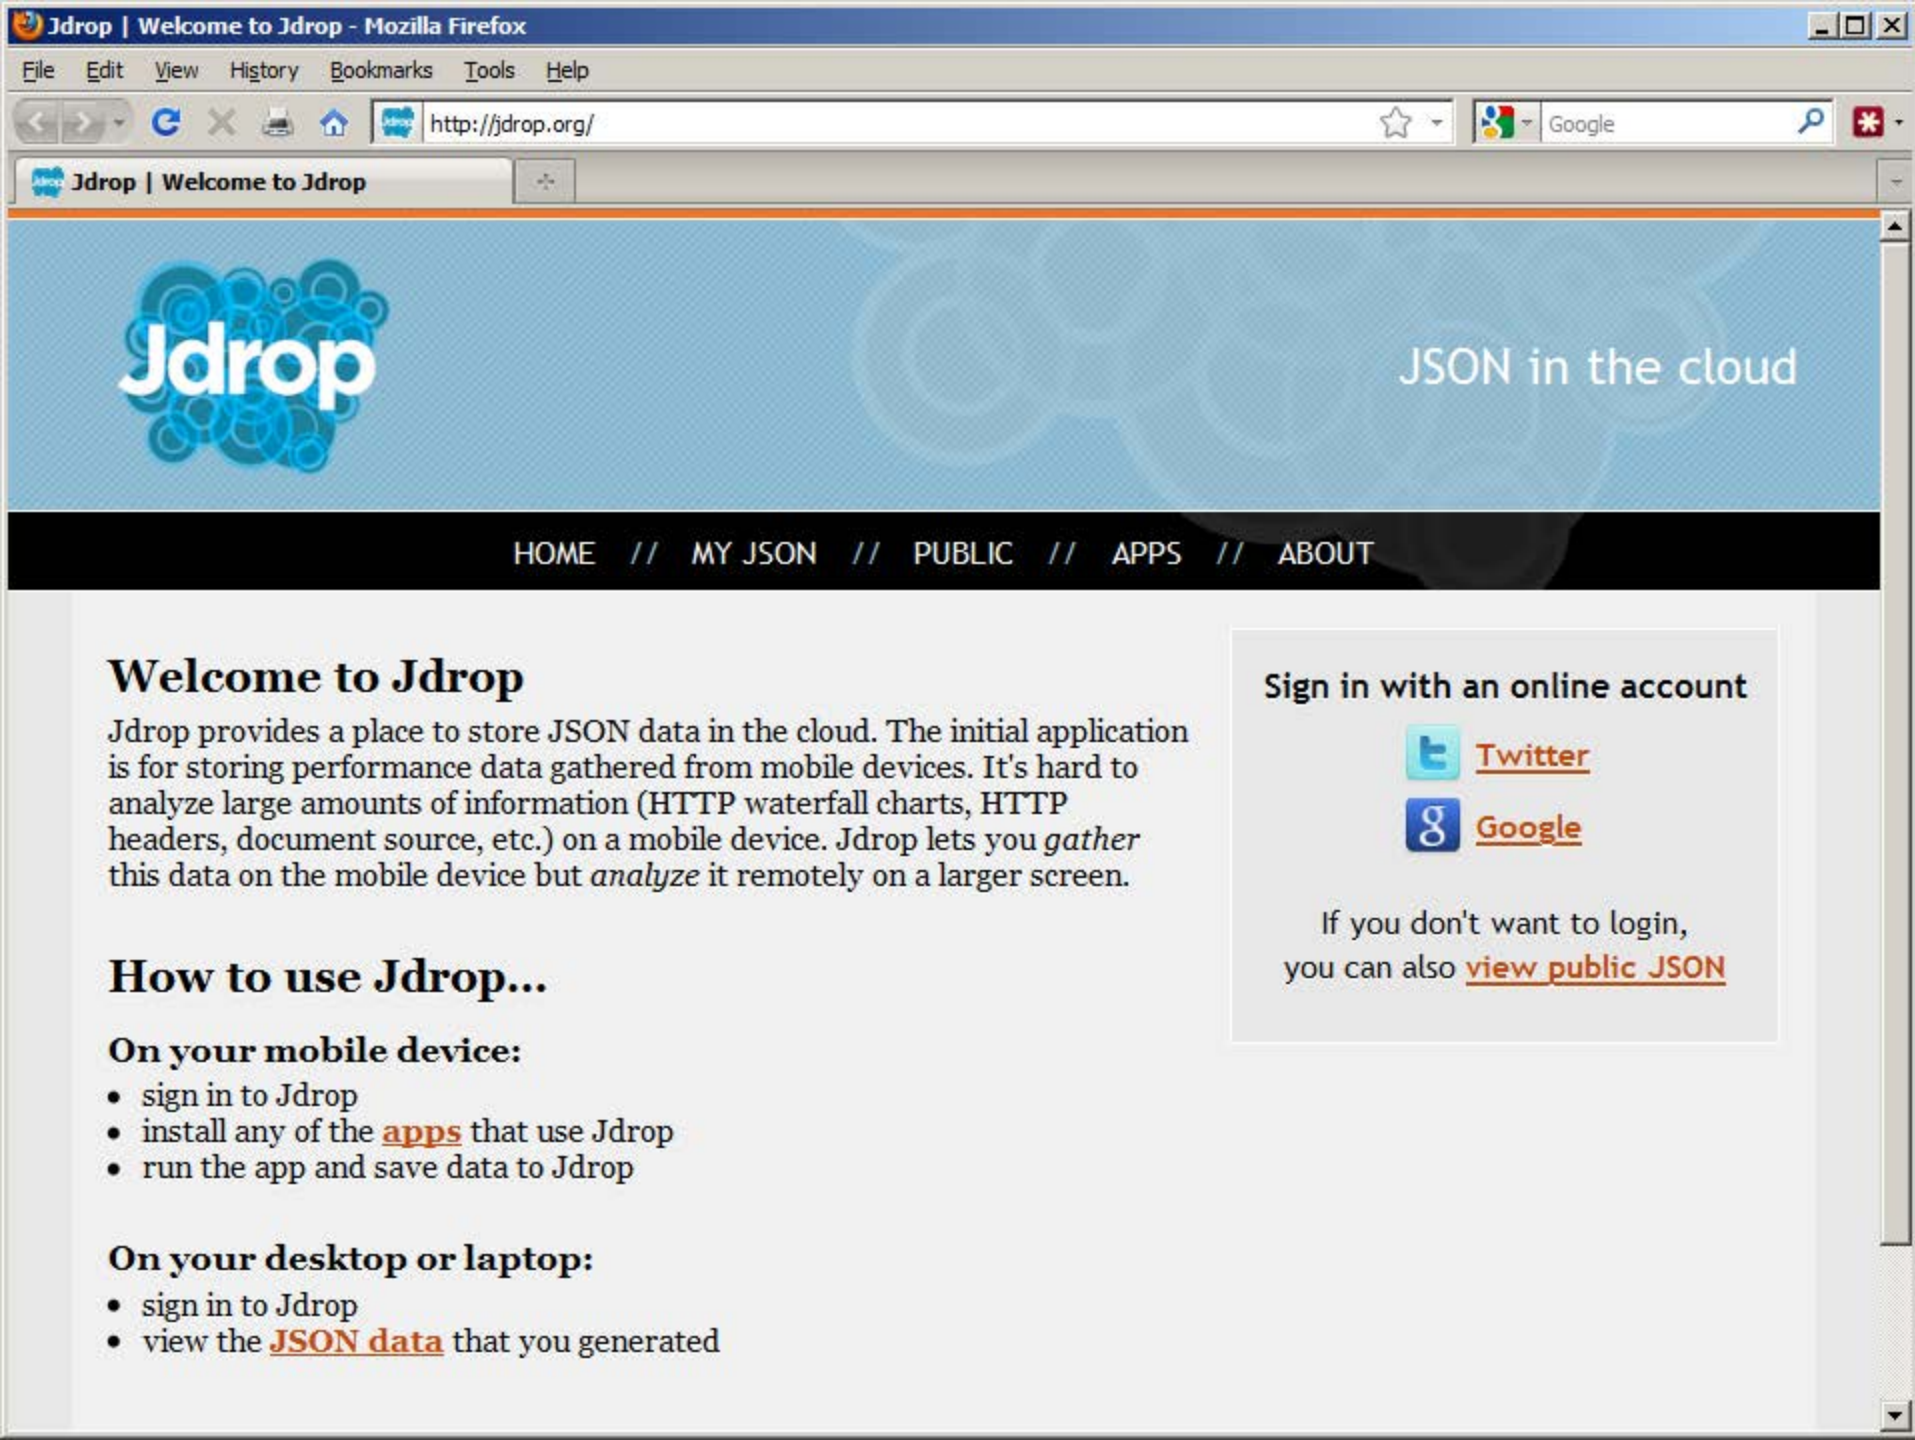 Jdrop | Welcome to Jdrop - Mozilla Firefox
File Edit View History Bookmarks Tools Help
http://jdrop.org/
Google
Jdrop | Welcome to Jdrop
Jdrop
JSON in the cloud
HOME // MY JSON // PUBLIC // APPS // ABOUT
Welcome to Jdrop
Jdrop provides a place to store JSON data in the cloud. The initial application
is for storing performance data gathered from mobile devices. It's hard to
analyze large amounts of information (HTTP waterfall charts, HTTP
headers, document source, etc.) on a mobile device. Jdrop lets you gather
this data on the mobile device but analyze it remotely on a larger screen.
How to use Jdrop...
On your mobile device:
• sign in to Jdrop
• install any of the apps that use Jdrop
• run the app and save data to Jdrop
On your desktop or laptop:
• sign in to Jdrop
• view the JSON data that you generated
Sign in with an online account
Twitter
Google
If you don't want to login,
you can also view public JSON